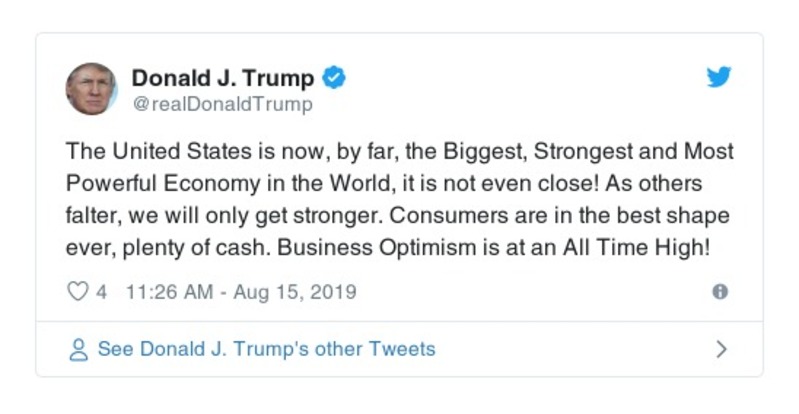 Donald J. Trump
@realDonaldTrump
The United States is now, by far, the Biggest, Strongest and Most
Powerful Economy in the World, it is not even close! As others
falter, we will only get stronger. Consumers are in the best shape
ever, plenty of cash. Business Optimism is at an All Time High!
4 11:26 AM - Aug 15, 2019
See Donald J. Trump's other Tweets